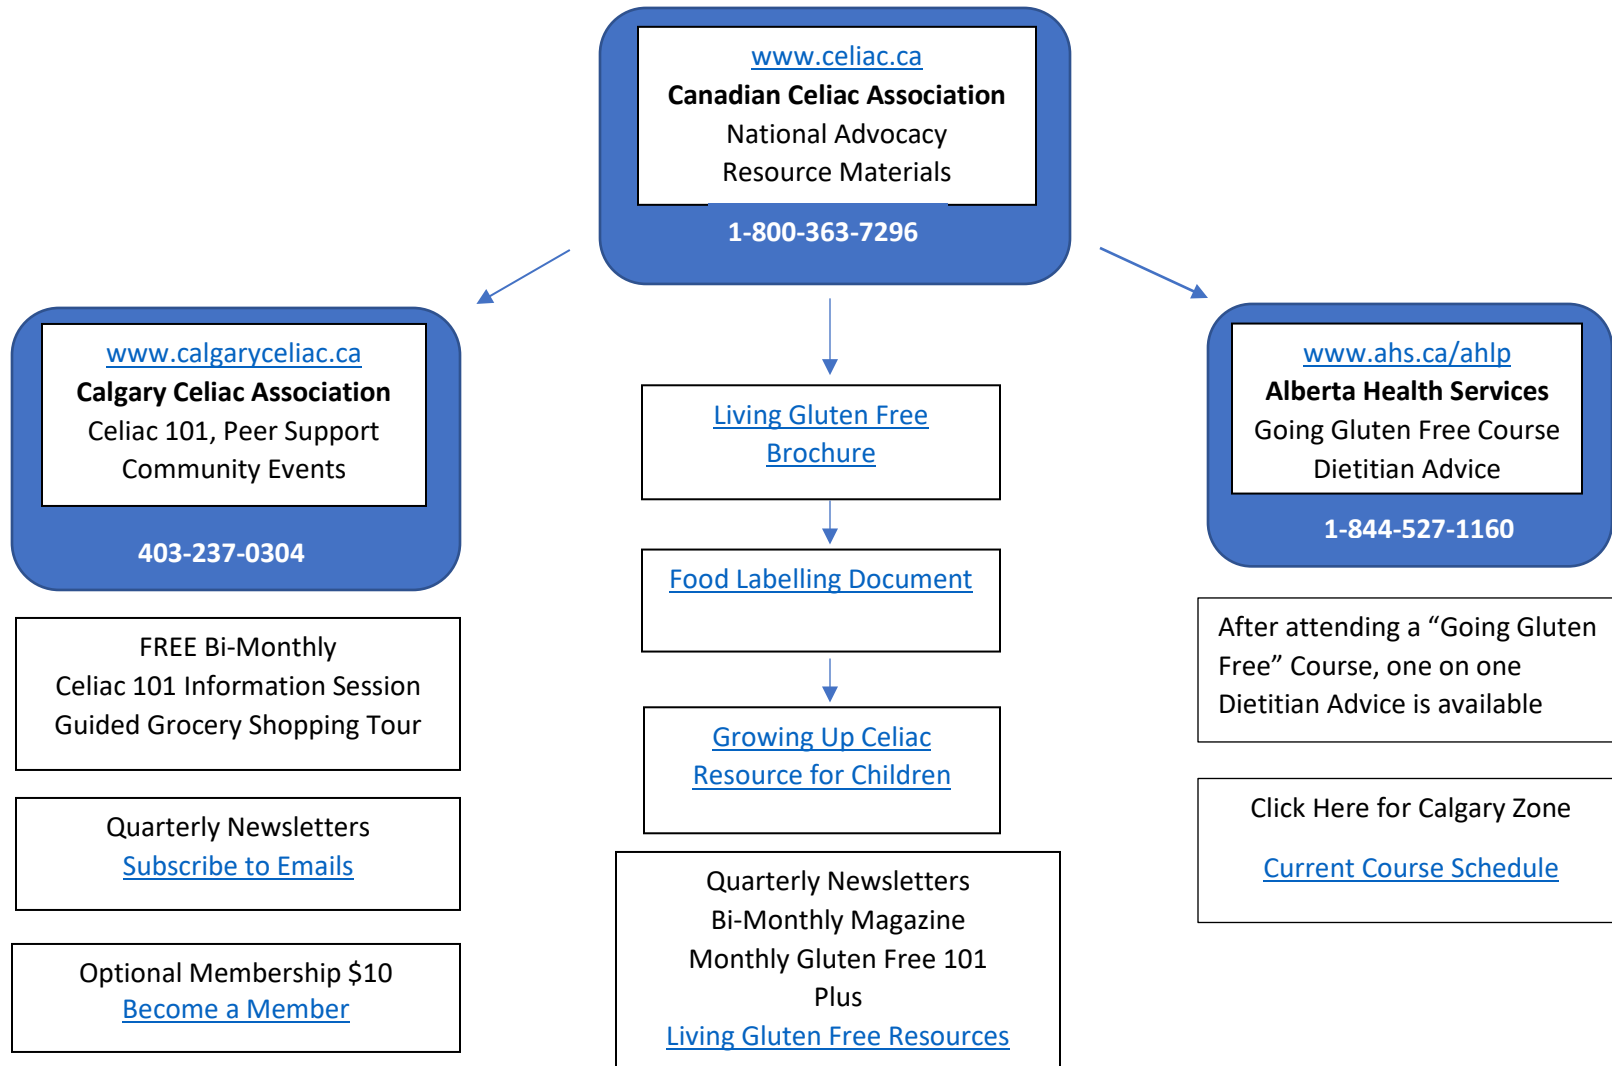 www.celiac.ca
Canadian Celiac Association
National Advocacy
Resource Materials
1-800-363-7296
www.calgaryceliac.ca
Calgary Celiac Association
Celiac 101, Peer Support
Community Events
403-237-0304
FREE Bi-Monthly
Celiac 101 Information Session
Guided Grocery Shopping Tour
Quarterly Newsletters
Subscribe to Emails
Optional Membership $10
Become a Member
Living Gluten Free
Brochure
Food Labelling Document
Growing Up Celiac
Resource for Children
Quarterly Newsletters
Bi-Monthly Magazine
Monthly Gluten Free 101
Plus
Living Gluten Free Resources
www.ahs.ca/ahlp
Alberta Health Services
Going Gluten Free Course
Dietitian Advice
1-844-527-1160
After attending a “Going Gluten
Free” Course, one on one
Dietitian Advice is available
Click Here for Calgary Zone
Current Course Schedule